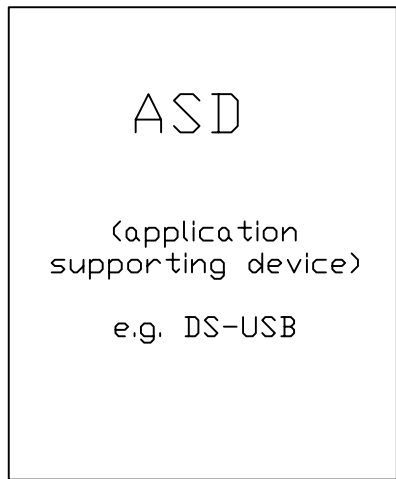 ASD
(application
supporting device)
e.g. DS-USB